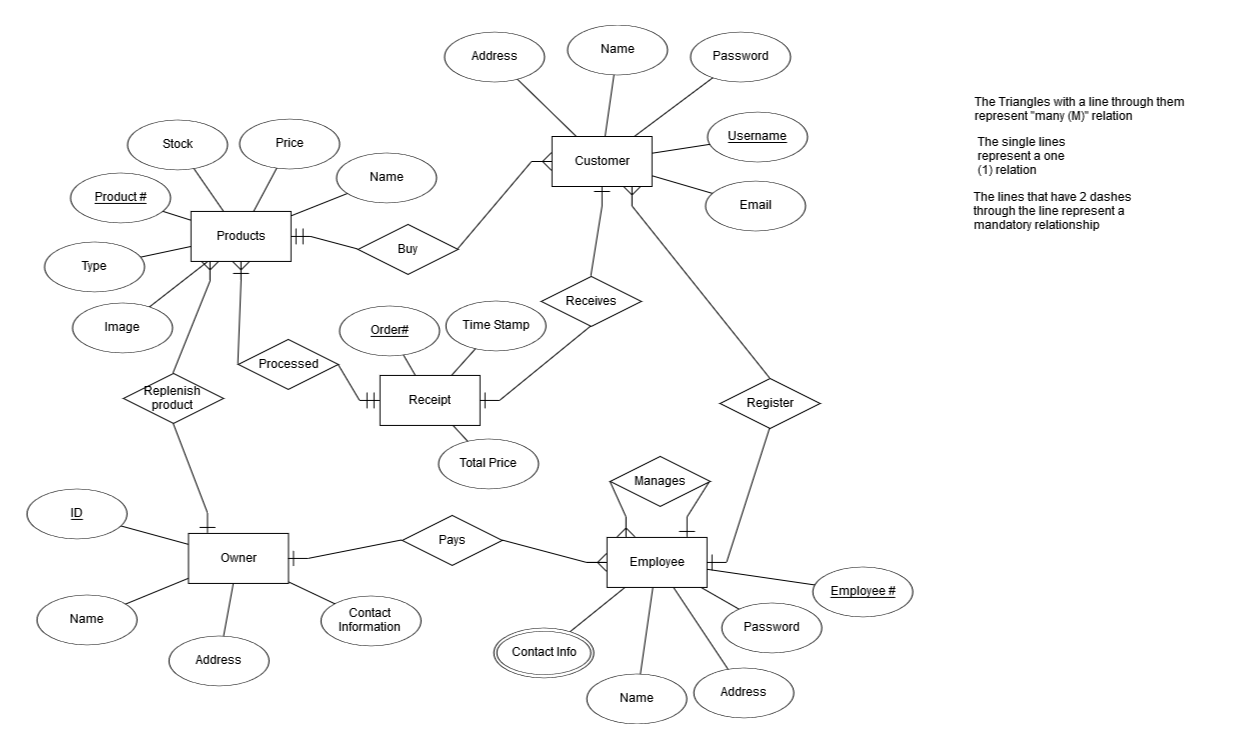 Address
Name
Password
Username
Email
Customer
The Triangles with a line through them
represent "many (M)" relation
The single lines
represent a one
(1) relation
The lines that have 2 dashes
through the line represent a
mandatory relationship
Stock
Price
Name
Product #
Type
Image
Products
Buy
Receives
Order#
Time Stamp
Processed
Receipt
Total Price
Replenish
product
Register
Manages
ID
Owner
Pays
Employee
Name
Address
Contact
Information
Employee #
Password
Contact Info
Name
Address